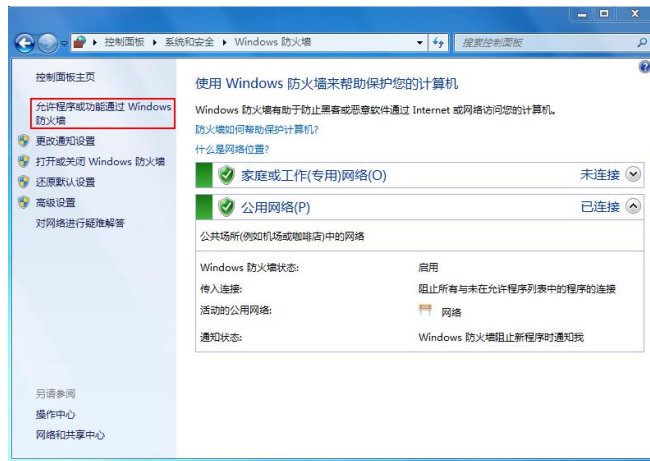 控制面板 ▸ 系统和安全 ▸ Windows 防火墙
搜索控制面板
控制面板主页
允许程序或功能通过 Windows
防火墙
更改通知设置
打开或关闭 Windows 防火墙
还原默认设置
高级设置
对网络进行疑难解答
另请参阅
操作中心
网络和共享中心
使用 Windows 防火墙来帮助保护您的计算机
Windows 防火墙有助于防止黑客或恶意软件通过 Internet 或网络访问您的计算机。
防火墙如何帮助保护计算机?
什么是网络位置?
家庭或工作(专用)网络(O) 未连接
公用网络(P) 已连接
公共场所(例如机场或咖啡店)中的网络
Windows 防火墙状态: 启用
传入连接: 阻止所有与未在允许程序列表中的程序的连接
活动的公用网络: 网络
通知状态: Windows 防火墙阻止新程序时通知我